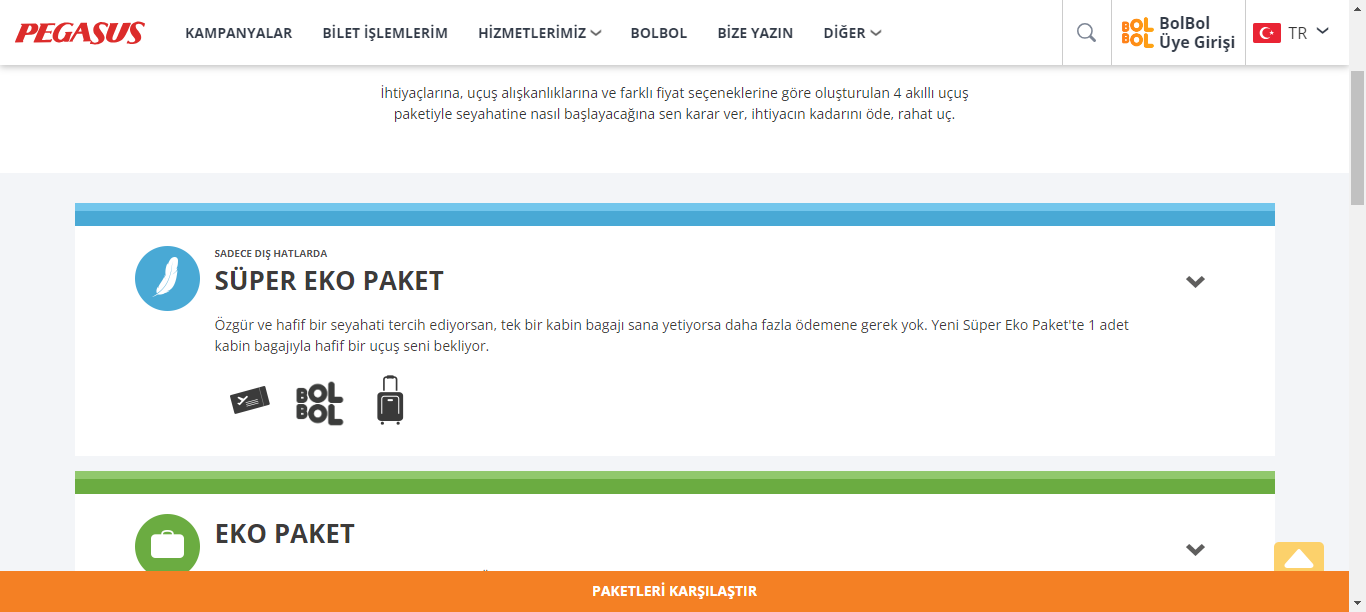 PEGASUS
KAMPANYALAR
BİLET İŞLEMLERİM
HİZMETLERİMİZ
BOLBOL
BİZE YAZIN
DİĞER
BOL
BOL
BolBol
Üye Girişi
TR
İhtiyaçlarına, uçuş alışkanlıklarına ve farklı fiyat seçeneklerine göre oluşturulan 4 akıllı uçuş
paketiyle seyahatine nasıl başlayacağına sen karar ver, ihtiyacın kadarını öde, rahat uç.
SADECE DIŞ HATLARDA
SÜPER EKO PAKET
Özgür ve hafif bir seyahati tercih ediyorsan, tek bir kabin bagajı sana yetiyorsa daha fazla ödemene gerek yok. Yeni Süper Eko Paket'te 1 adet
kabin bagajıyla hafif bir uçuş seni bekliyor.
BOL
BOL
EKO PAKET
PAKETLERİ KARŞILAŞTIR